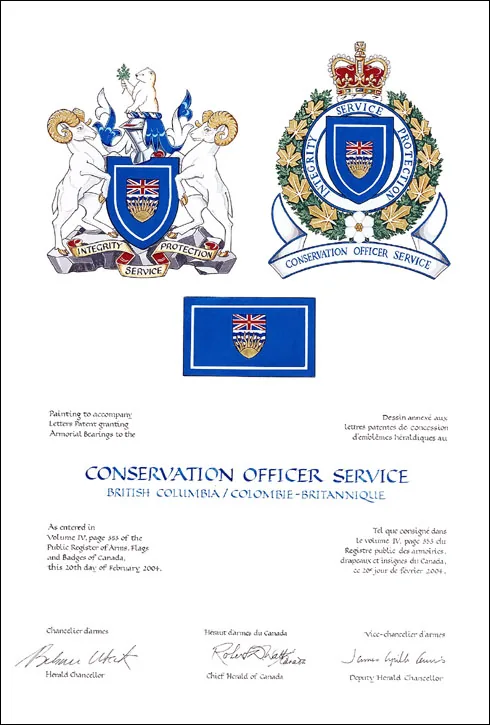 INTEGRITY SERVICE PROTECTION
INTEGRITY SERVICE PROTECTION
CONSERVATION OFFICER SERVICE
Painting to accompany
Letters Patent granting
Armorial Bearings to the
Dessin annexé aux
lettres patentes de concession
d'emblèmes héraldiques au
CONSERVATION OFFICER SERVICE
BRITISH COLUMBIA / COLOMBIE-BRITANNIQUE
As entered in
Volume IV, page 353 of the
Public Register of Arms, Flags
and Badges of Canada,
this 20th day of February 2004.
Tel que consigné dans
le volume IV, page 353 du
Registre public des armoiries,
drapeaux et insignes du Canada,
ce 20e jour de février 2004.
Chancelier d'armes
Héraut d'armes du Canada
Vice-chancelier d'armes
Herald Chancellor
Chief Herald of Canada
Deputy Herald Chancellor